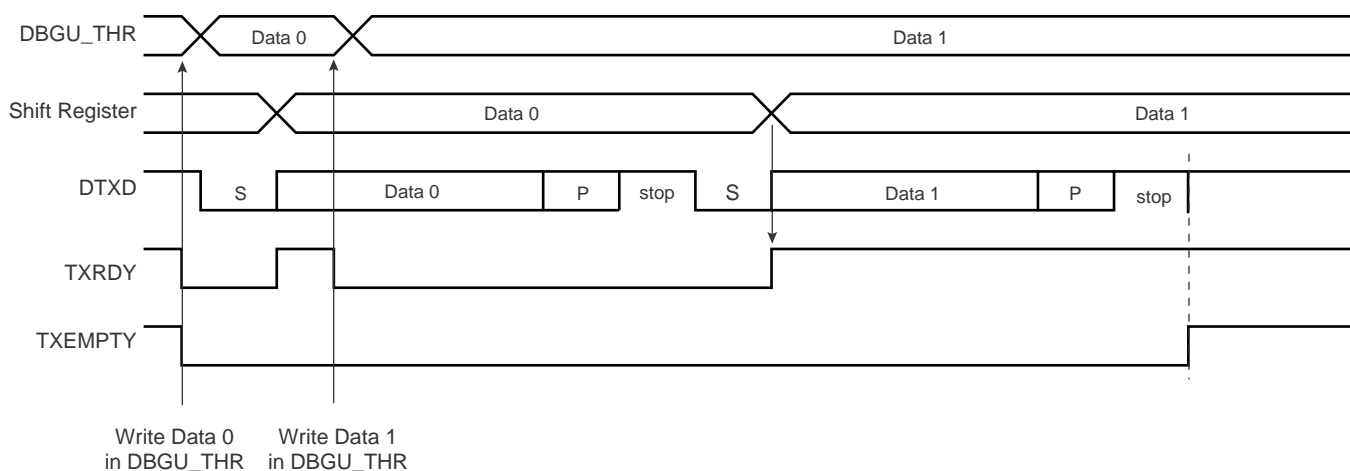 DBGU_THR
Data 0
Data 1
Shift Register
Data 0
Data 1
DTXD
S
Data 0
P
stop
S
Data 1
P
stop
TXRDY
TXEMPTY
Write Data 0
in DBGU_THR
Write Data 1
in DBGU_THR